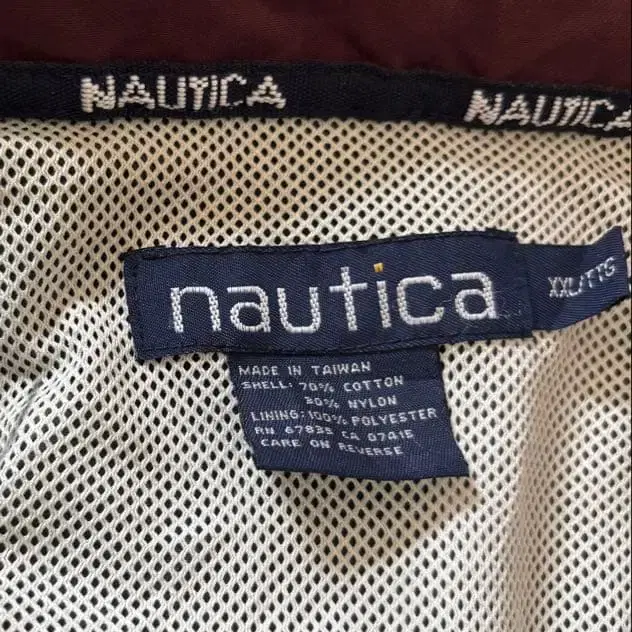 NAUTICA
NAUTICA
nautica
XXL/TTG
MADE IN TAIWAN
SHELL: 70% COTTON
30% NYLON
LINING: 100% POLYESTER
RN 67835 CA 07415
CARE ON REVERSE